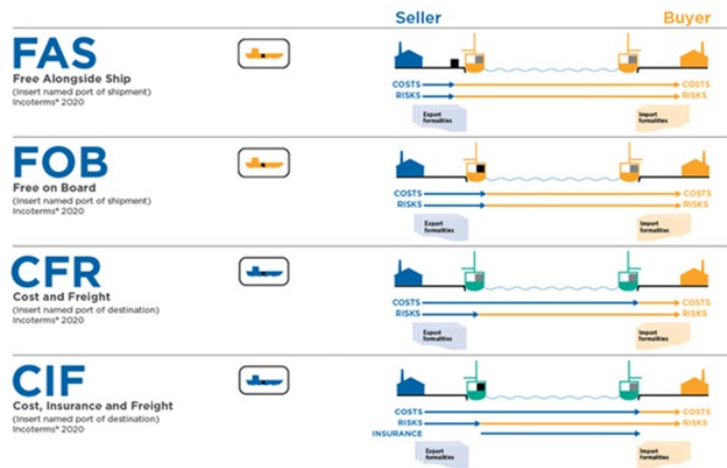 Seller Buyer
FAS
Free Alongside Ship
(Insert named port of shipment)
Incoterms® 2020
COSTS COSTS
RISKS RISKS
Export formalities
Import formalities
FOB
Free on Board
(Insert named port of shipment)
Incoterms® 2020
COSTS COSTS
RISKS RISKS
Export formalities
Import formalities
CFR
Cost and Freight
(Insert named port of destination)
Incoterms® 2020
COSTS COSTS
RISKS RISKS
Export formalities
Import formalities
CIF
Cost, Insurance and Freight
(Insert named port of destination)
Incoterms® 2020
COSTS COSTS
RISKS RISKS
INSURANCE
Export formalities
Import formalities